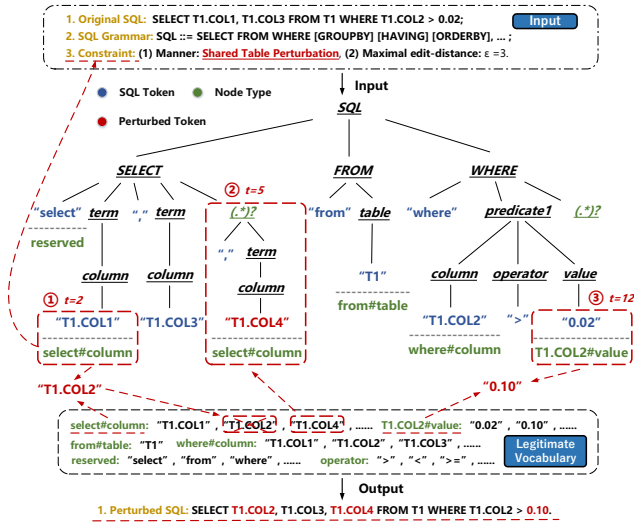 1. Original SQL: SELECT T1.COL1, T1.COL3 FROM T1 WHERE T1.COL2 > 0.02;
Input
2. SQL Grammar: SQL ::= SELECT FROM WHERE [GROUPBY] [HAVING] [ORDERBY], ... ;
3. Constraint: (1) Manner: Shared Table Perturbation, (2) Maximal edit-distance: ε =3.
Input
SQL Token
Node Type
Perturbed Token
SQL
SELECT
FROM
WHERE
② t=5
"select" term "," term (.*)?
"from" table
"where" predicate1 (.*)?
reserved
"," term
column
column
column
"T1"
from#table
column operator value
① t=2
③ t=12
"T1.COL1" "T1.COL3" "T1.COL4"
"T1.COL2" ">" "0.02"
select#column
select#column
where#column
T1.COL2#value
"T1.COL2"
"0.10"
select#column: "T1.COL1" , "T1.COL2" , "T1.COL4" , ...... T1.COL2#value: "0.02" , "0.10" , ......
from#table: "T1" where#column: "T1.COL1" , "T1.COL2" , "T1.COL3" , ......
reserved: "select" , "from" , "where" , ...... operator: ">" , "<" , ">=" , ......
Legitimate
Vocabulary
Output
1. Perturbed SQL: SELECT T1.COL2, T1.COL3, T1.COL4 FROM T1 WHERE T1.COL2 > 0.10.